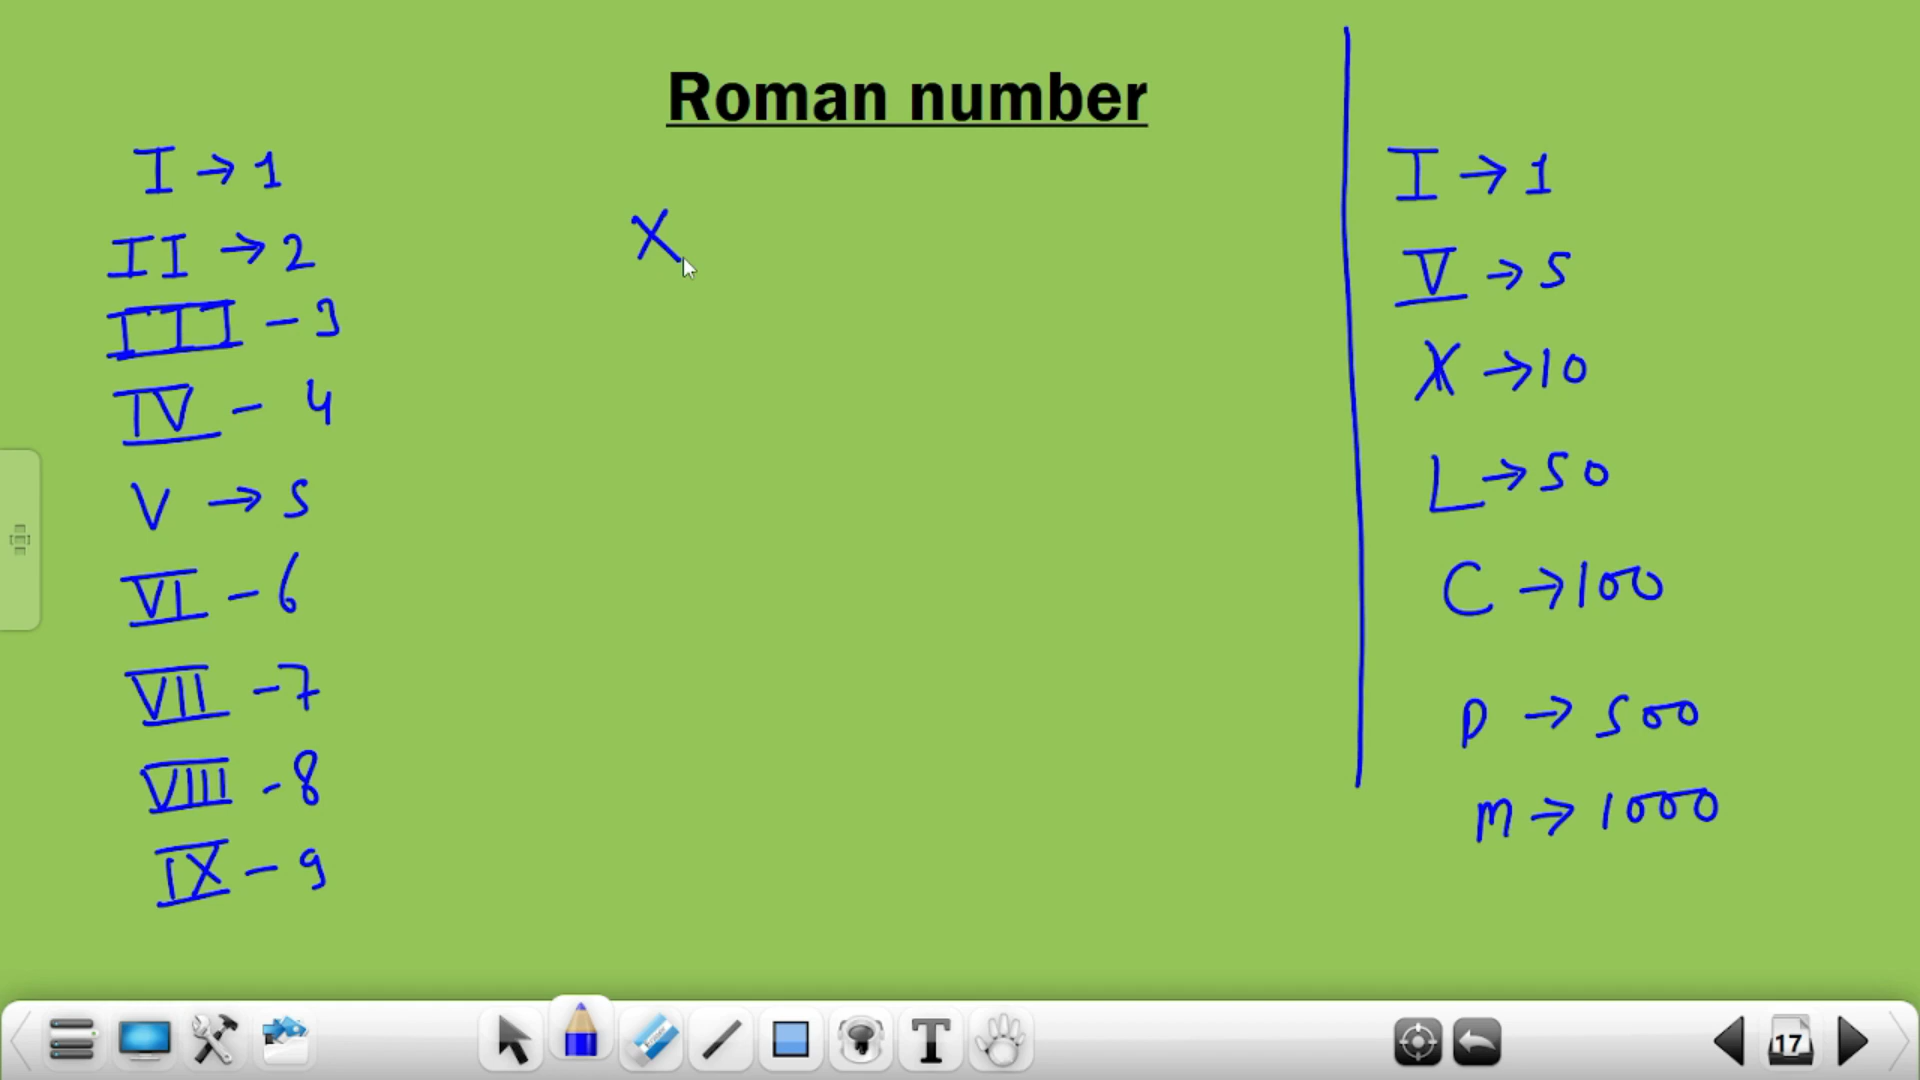 Roman number
I → 1
II → 2
III - 3
IV - 4
V → 5
VI - 6
VII - 7
VIII - 8
IX - 9
X
I → 1
V → 5
X → 10
L → 50
C → 100
D → 500
M → 1000
T
17